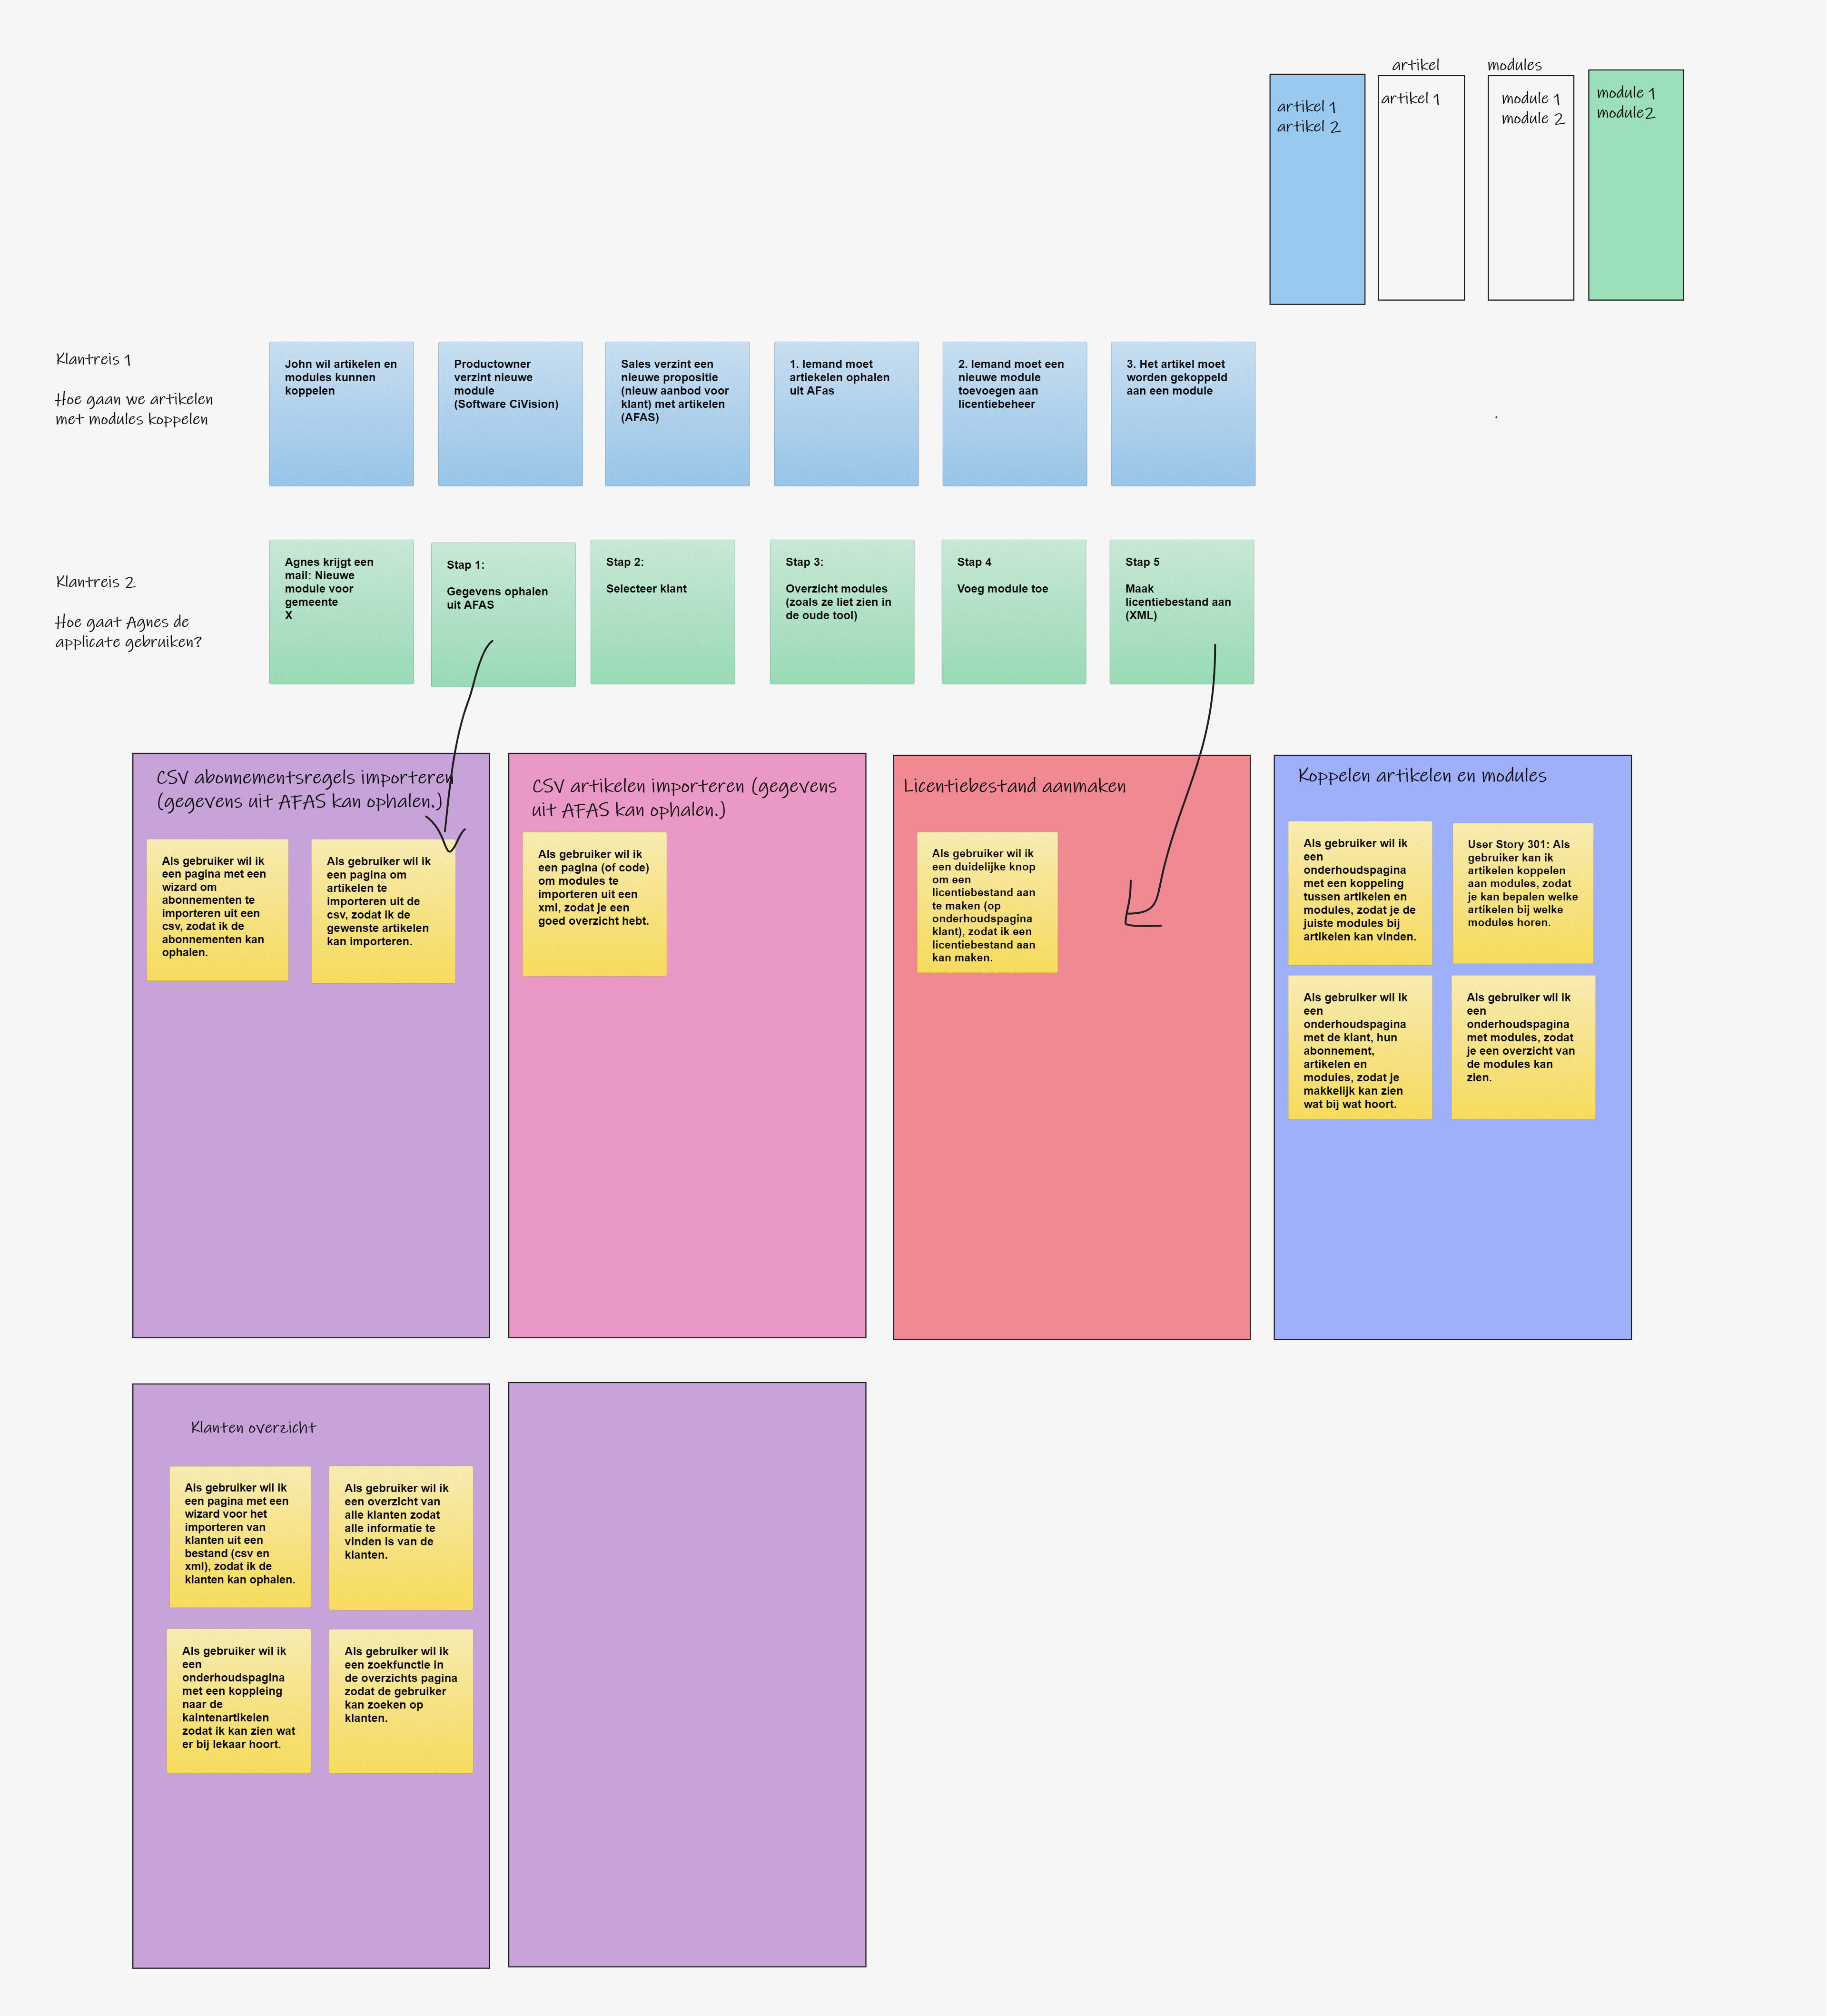 artikel
modules
artikel 1
artikel 2
artikel 1
module 1
module 2
module 1
module2
Klantreis 1
Hoe gaan we artikelen
met modules koppelen
John wil artikelen en
modules kunnen
koppelen
Productowner
verzint nieuwe
module
(Software CiVision)
Sales verzint een
nieuwe propositie
(nieuw aanbod voor
klant) met artikelen
(AFAS)
1. Iemand moet
artiekelen ophalen
uit AFas
2. Iemand moet een
nieuwe module
toevoegen aan
licentiebeheer
3. Het artikel moet
worden gekoppeld
aan een module
Klantreis 2
Hoe gaat Agnes de
applicate gebruiken?
Agnes krijgt een
mail: Nieuwe
module voor
gemeente
X
Stap 1:
Gegevens ophalen
uit AFAS
Stap 2:
Selecteer klant
Stap 3:
Overzicht modules
(zoals ze liet zien in
de oude tool)
Stap 4
Voeg module toe
Stap 5
Maak
licentiebestand aan
(XML)
CSV abonnementsregels importeren
(gegevens uit AFAS kan ophalen.)
Als gebruiker wil ik
een pagina met een
wizard om
abonnementen te
importeren uit een
csv, zodat ik de
abonnementen kan
ophalen.
Als gebruiker wil ik
een pagina om
artikelen te
importeren uit de
csv, zodat ik de
gewenste artikelen
kan importeren.
CSV artikelen importeren (gegevens
uit AFAS kan ophalen.)
Als gebruiker wil ik
een pagina (of code)
om modules te
importeren uit een
xml, zodat je een
goed overzicht hebt.
Licentiebestand aanmaken
Als gebruiker wil ik
een duidelijke knop
om een
licentiebestand aan
te maken (op
onderhoudspagina
klant), zodat ik een
licentiebestand aan
kan maken.
Koppelen artikelen en modules
Als gebruiker wil ik
een
onderhoudspagina
met een koppeling
tussen artikelen en
modules, zodat je de
juiste modules bij
artikelen kan vinden.
User Story 301: Als
gebruiker kan ik
artikelen koppelen
aan modules, zodat
je kan bepalen welke
artikelen bij welke
modules horen.
Als gebruiker wil ik
een
onderhoudspagina
met de klant, hun
abonnement,
artikelen en
modules, zodat je
makkelijk kan zien
wat bij wat hoort.
Als gebruiker wil ik
een
onderhoudspagina
met modules, zodat
je een overzicht van
de modules kan
zien.
Klanten overzicht
Als gebruiker wil ik
een pagina met een
wizard voor het
importeren van
klanten uit een
bestand (csv en
xml), zodat ik de
klanten kan ophalen.
Als gebruiker wil ik
een overzicht van
alle klanten zodat
alle informatie te
vinden is van de
klanten.
Als gebruiker wil ik
een
onderhoudspagina
met een koppleing
naar de
kalntenartikelen
zodat ik kan zien wat
er bij lekaar hoort.
Als gebruiker wil ik
een zoekfunctie in
de overzichts pagina
zodat de gebruiker
kan zoeken op
klanten.